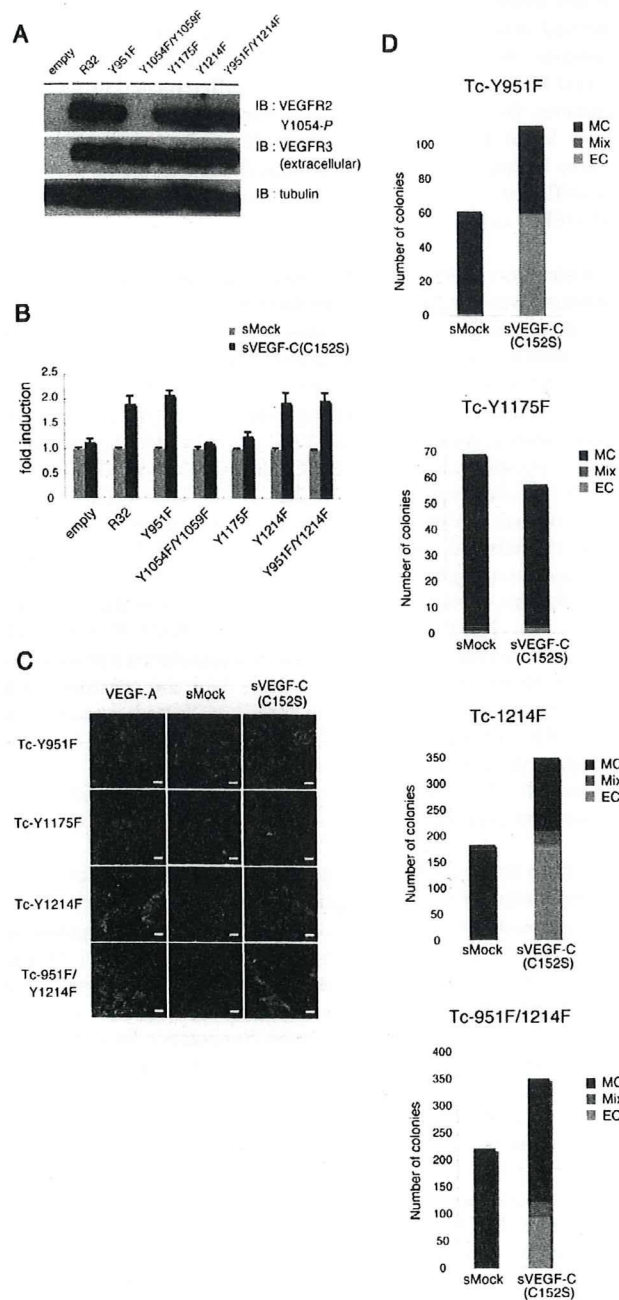 A
empty
R32
Y951F
Y1054F/Y1059F
Y1175F
Y1214F
Y951F/Y1214F
IB : VEGFR2
Y1054-P
IB : VEGFR3
(extracellular)
IB : tubulin
B
sMock
sVEGF-C(C152S)
fold induction
2.5
2.0
1.5
1.0
0.5
0
empty
R32
Y951F
Y1054F/Y1059F
Y1175F
Y1214F
Y951F/Y1214F
C
VEGF-A
sMock
sVEGF-C
(C152S)
Tc-Y951F
Tc-Y1175F
Tc-Y1214F
Tc-951F/
Y1214F
D
Tc-Y951F
MC
Mix
EC
Number of colonies
100
80
60
40
20
0
sMock
sVEGF-C
(C152S)
Tc-Y1175F
MC
Mix
EC
Number of colonies
70
60
50
40
30
20
10
0
sMock
sVEGF-C
(C152S)
Tc-1214F
MC
Mix
EC
Number of colonies
350
300
250
200
150
100
50
0
sMock
sVEGF-C
(C152S)
Tc-951F/1214F
MC
Mix
EC
Number of colonies
400
350
300
250
200
150
100
50
0
sMock
sVEGF-C
(C152S)